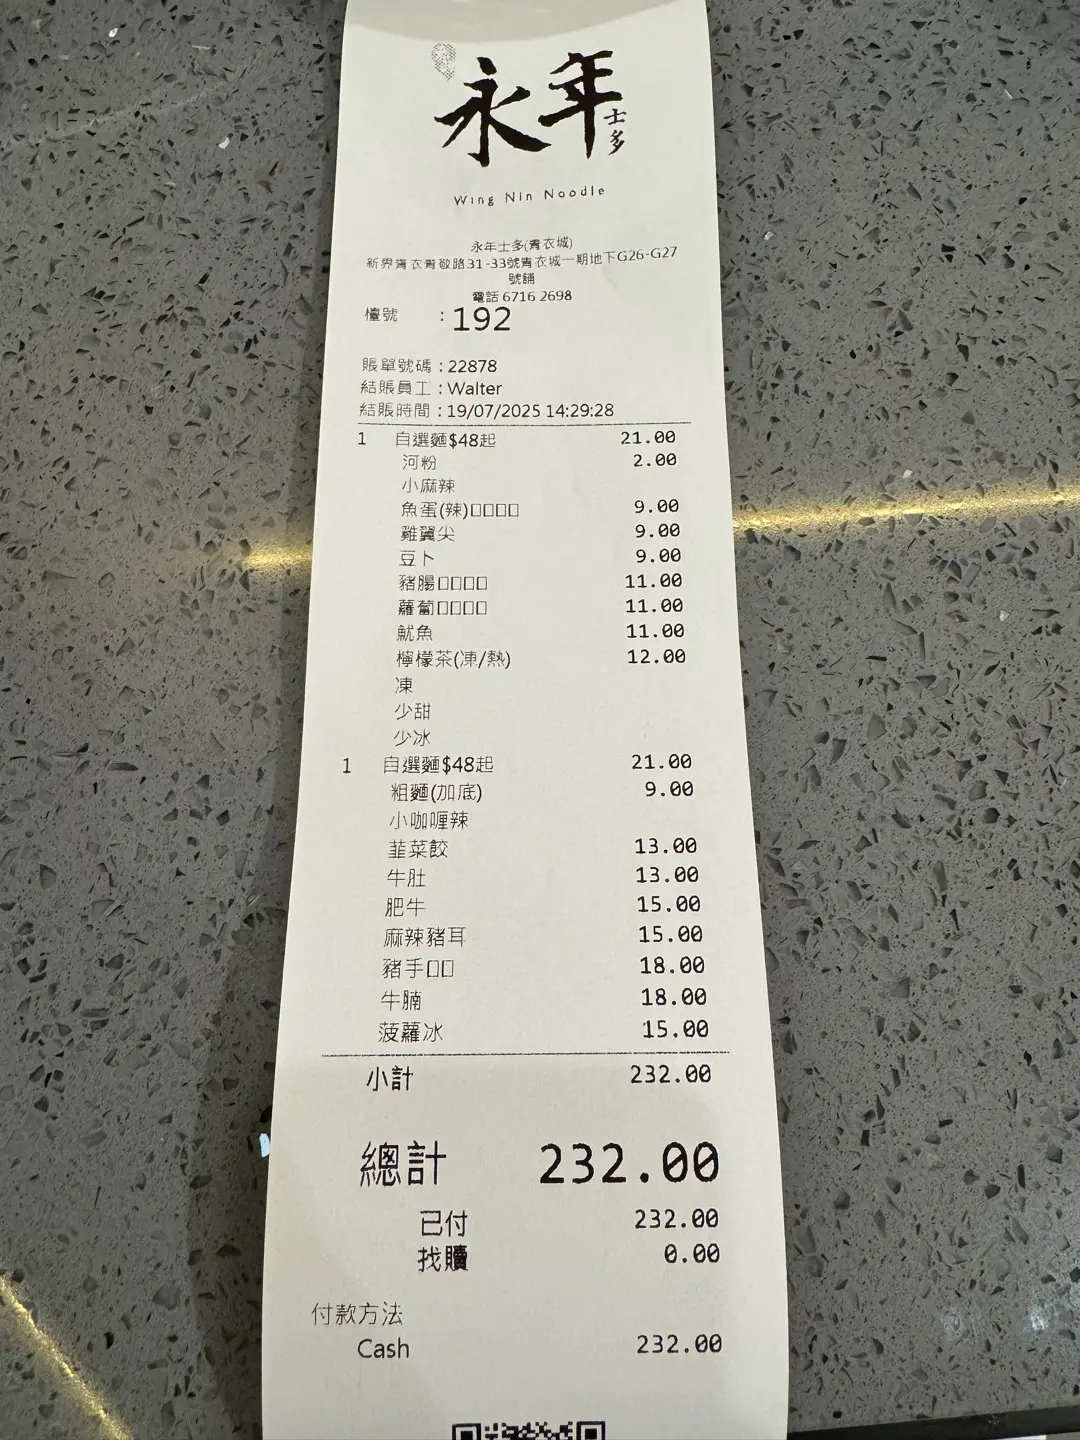 永年
士多
Wing Nin Noodle
永年士多(青衣城)
新界青衣青敬路31-33號青衣城一期地下G26-G27
號舖
電話 6716 2698
檯號 : 192
賬單號碼 : 22878
結賬員工 : Walter
結賬時間 : 19/07/2025 14:29:28
1 自選麵$48起 21.00
河粉 2.00
小麻辣
魚蛋(辣)□□□□ 9.00
雞翼尖 9.00
豆卜 9.00
豬腸□□□□ 11.00
蘿蔔□□□□ 11.00
魷魚 11.00
檸檬茶(凍/熱) 12.00
凍
少甜
少冰
1 自選麵$48起 21.00
粗麵(加底) 9.00
小咖喱辣
韮菜餃 13.00
牛肚 13.00
肥牛 15.00
麻辣豬耳 15.00
豬手□□ 18.00
牛腩 18.00
菠蘿冰 15.00
小計 232.00
總計 232.00
已付 232.00
找贖 0.00
付款方法
Cash 232.00